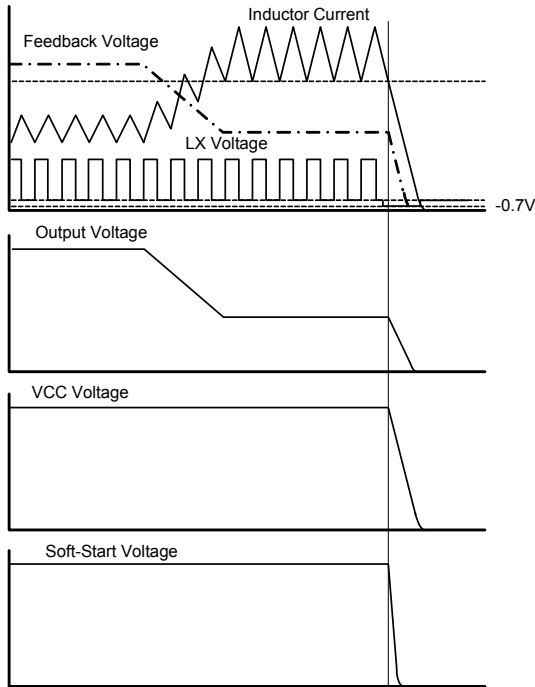 Inductor Current
Feedback Voltage
LX Voltage
-0.7V
Output Voltage
VCC Voltage
Soft-Start Voltage